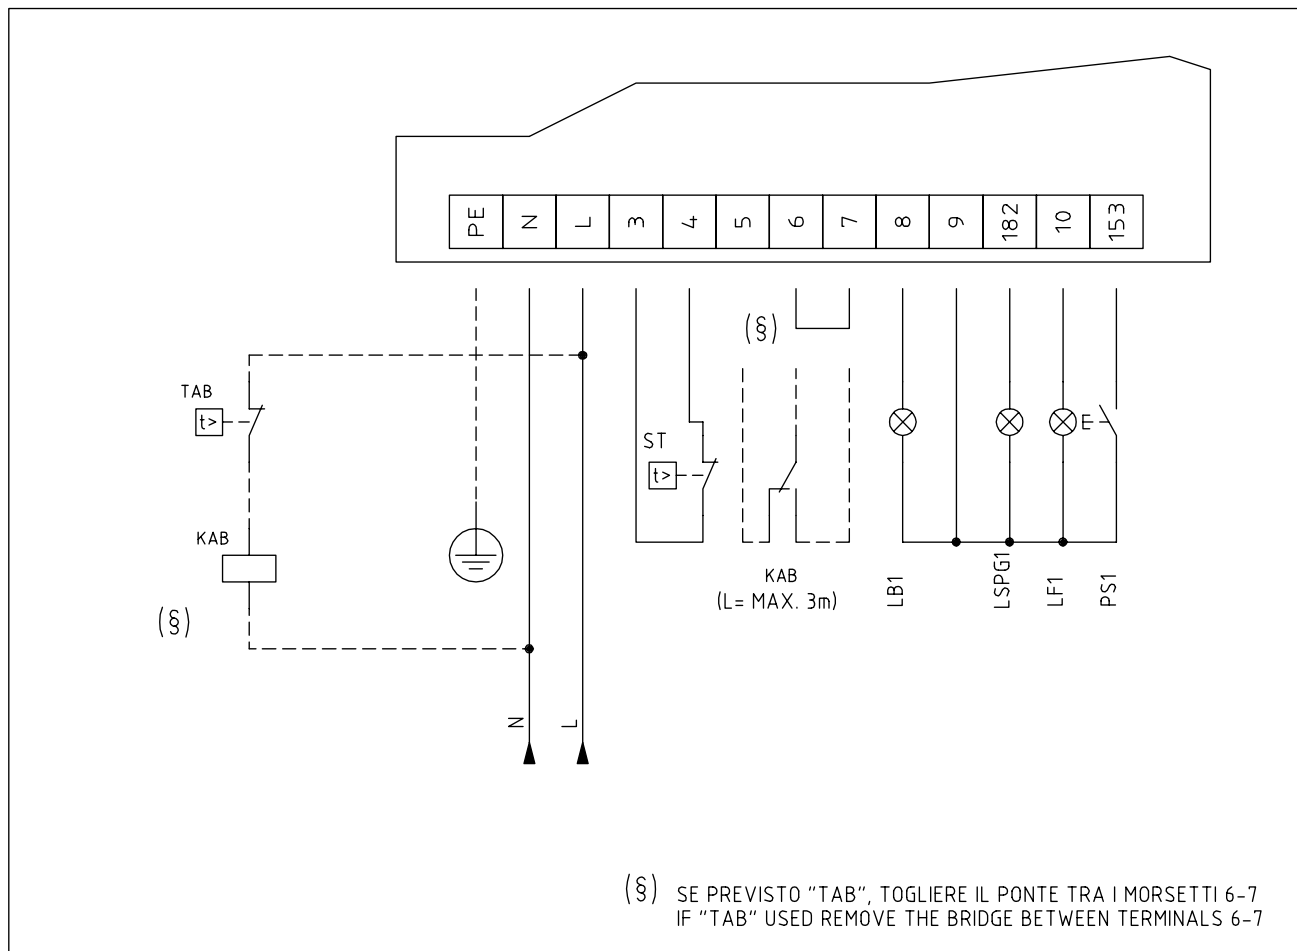 PE
N
L
3
4
5
6
7
8
9
182
10
153
(§)
TAB
t>
ST
t>
KAB
KAB
(L= MAX. 3m)
LB1
LSPG1
LF1
PS1
(§)
N
L
(§) SE PREVISTO "TAB", TOGLIERE IL PONTE TRA I MORSETTI 6-7
IF "TAB" USED REMOVE THE BRIDGE BETWEEN TERMINALS 6-7